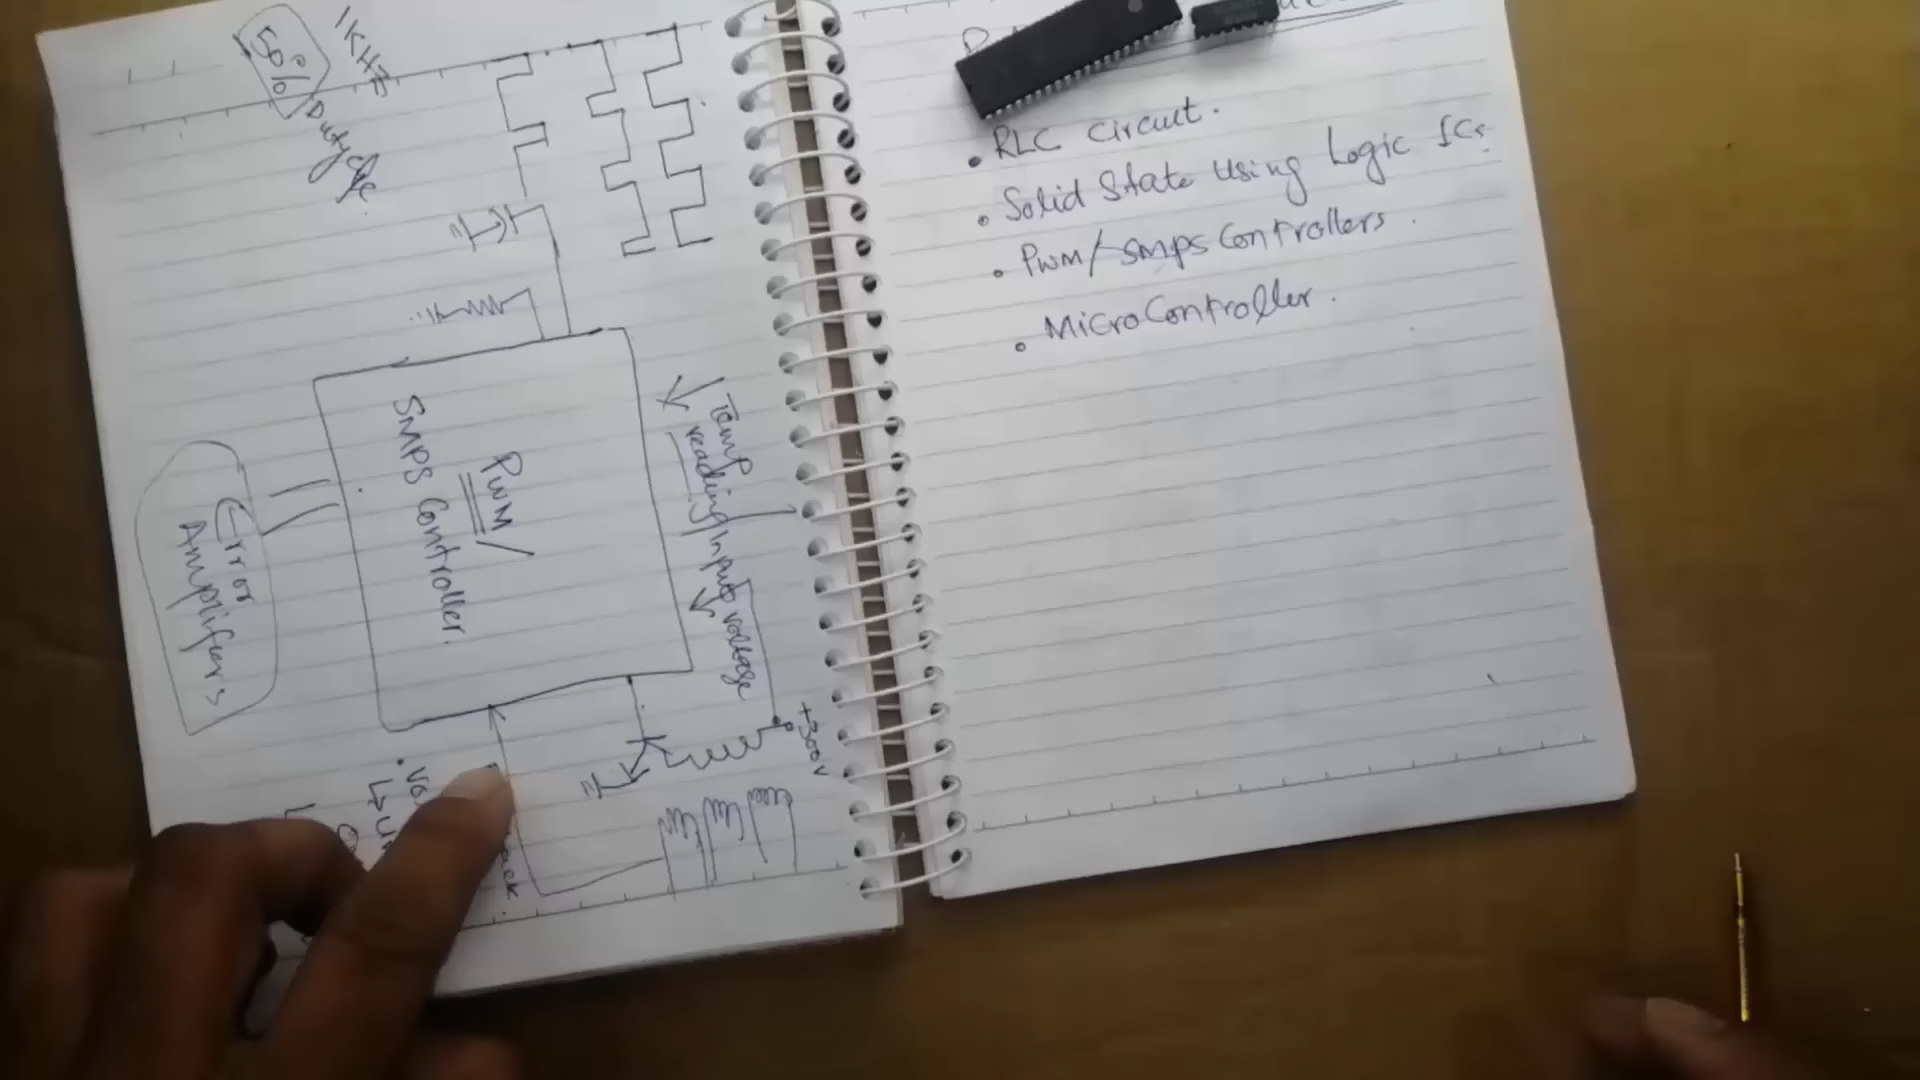 1KHz
50%
Duty cycle.
PWM/
SMPS Controller.
Temp
reading
Input voltage
+300V
Error
Amplifiers
• RLC Circuit.
• Solid State Using Logic ICs.
• PWM/SMPS Controllers.
• MicroController.